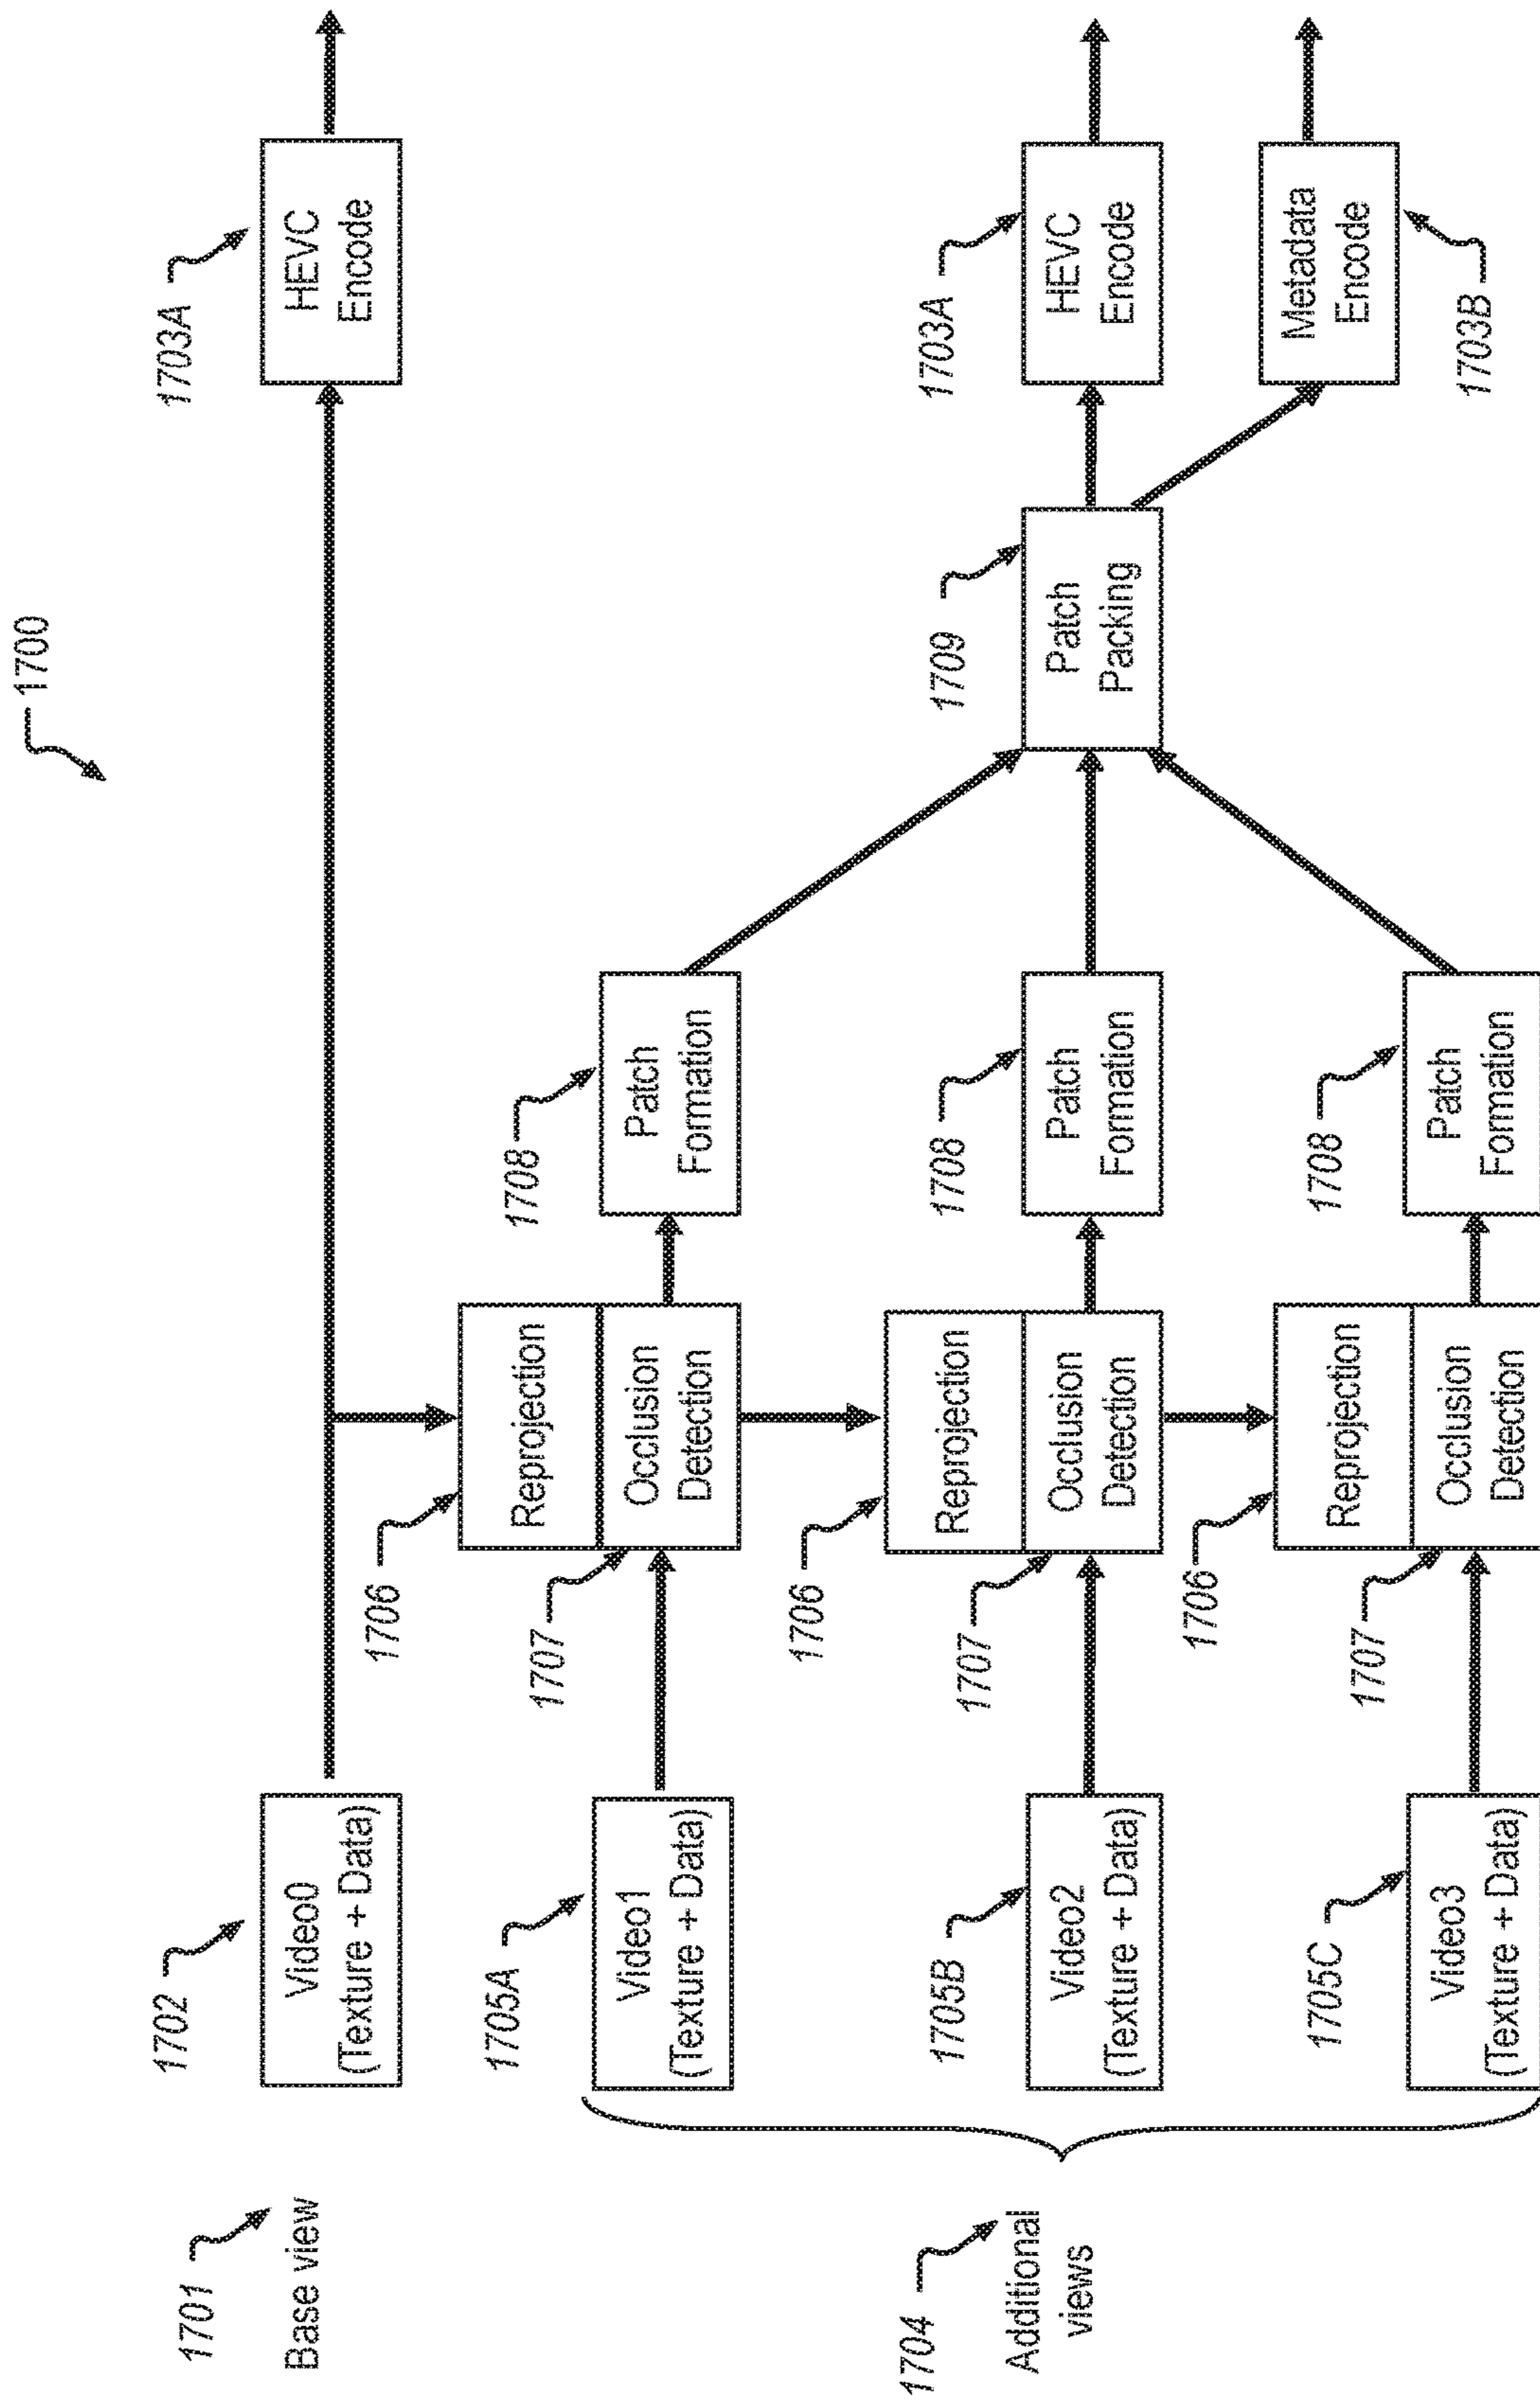 1700
1701
Base view
1702
Video0
(Texture + Data)
1703A
HEVC
Encode
1704
Additional
views
1705A
Video1
(Texture + Data)
1706
Reprojection
1707
Occlusion
Detection
1708
Patch
Formation
1705B
Video2
(Texture + Data)
1706
Reprojection
1707
Occlusion
Detection
1708
Patch
Formation
1709
Patch
Packing
1703A
HEVC
Encode
Metadata
Encode
1703B
1705C
Video3
(Texture + Data)
1706
Reprojection
1707
Occlusion
Detection
1708
Patch
Formation